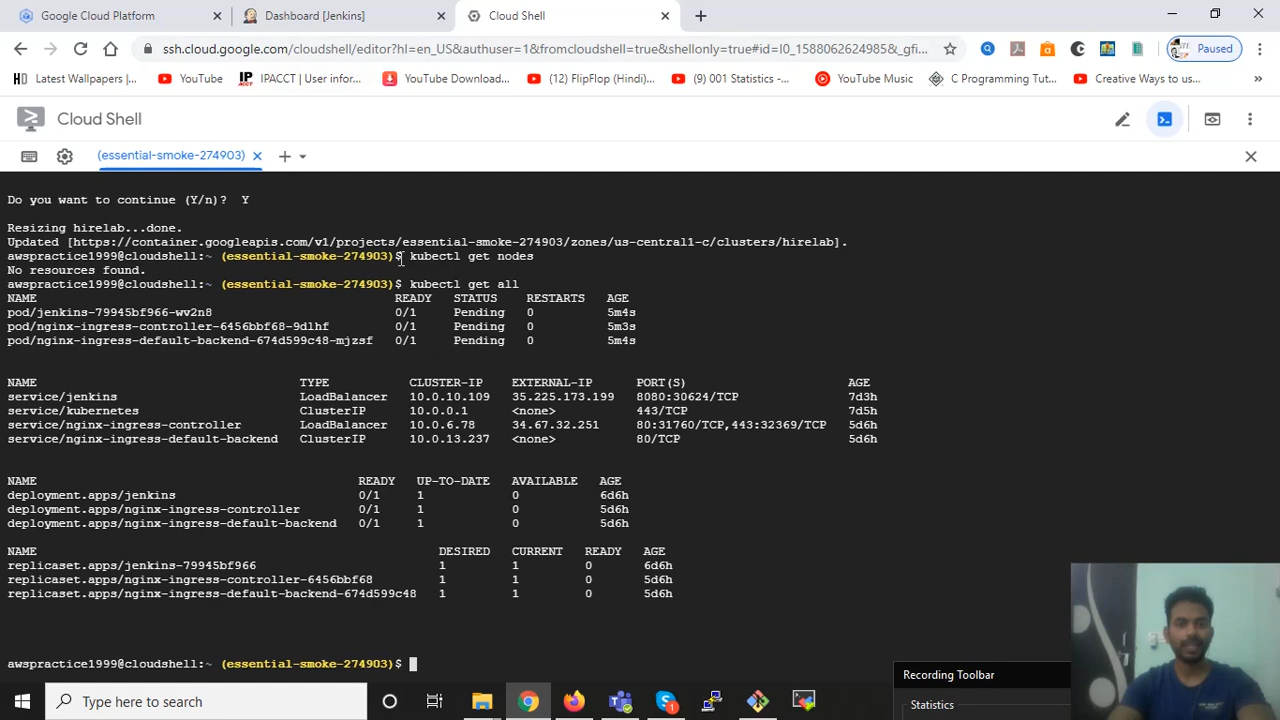 Google Cloud Platform
Dashboard [Jenkins]
Cloud Shell
ssh.cloud.google.com/cloudshell/editor?hl=en_US&authuser=1&fromcloudshell=true&shellonly=true#id=I0_1588062624985&_gfi...
Paused
Latest Wallpapers |...
YouTube
IPACCT | User infor...
YouTube Download...
(12) FlipFlop (Hindi)...
(9) 001 Statistics -...
YouTube Music
C Programming Tut...
Creative Ways to us...
Cloud Shell
(essential-smoke-274903)
Do you want to continue (Y/n)? Y
Resizing hirelab...done.
Updated [https://container.googleapis.com/v1/projects/essential-smoke-274903/zones/us-central1-c/clusters/hirelab].
awspractice1999@cloudshell:~ (essential-smoke-274903)$ kubectl get nodes
No resources found.
awspractice1999@cloudshell:~ (essential-smoke-274903)$ kubectl get all
NAME READY STATUS RESTARTS AGE
pod/jenkins-79945bf966-wv2n8 0/1 Pending 0 5m4s
pod/nginx-ingress-controller-6456bbf68-9dlhf 0/1 Pending 0 5m3s
pod/nginx-ingress-default-backend-674d599c48-mjzsf 0/1 Pending 0 5m4s
NAME TYPE CLUSTER-IP EXTERNAL-IP PORT(S) AGE
service/jenkins LoadBalancer 10.0.10.109 35.225.173.199 8080:30624/TCP 7d3h
service/kubernetes ClusterIP 10.0.0.1 <none> 443/TCP 7d5h
service/nginx-ingress-controller LoadBalancer 10.0.6.78 34.67.32.251 80:31760/TCP,443:32369/TCP 5d6h
service/nginx-ingress-default-backend ClusterIP 10.0.13.237 <none> 80/TCP 5d6h
NAME READY UP-TO-DATE AVAILABLE AGE
deployment.apps/jenkins 0/1 1 0 6d6h
deployment.apps/nginx-ingress-controller 0/1 1 0 5d6h
deployment.apps/nginx-ingress-default-backend 0/1 1 0 5d6h
NAME DESIRED CURRENT READY AGE
replicaset.apps/jenkins-79945bf966 1 1 0 6d6h
replicaset.apps/nginx-ingress-controller-6456bbf68 1 1 0 5d6h
replicaset.apps/nginx-ingress-default-backend-674d599c48 1 1 0 5d6h
awspractice1999@cloudshell:~ (essential-smoke-274903)$
Recording Toolbar
Statistics
Type here to search